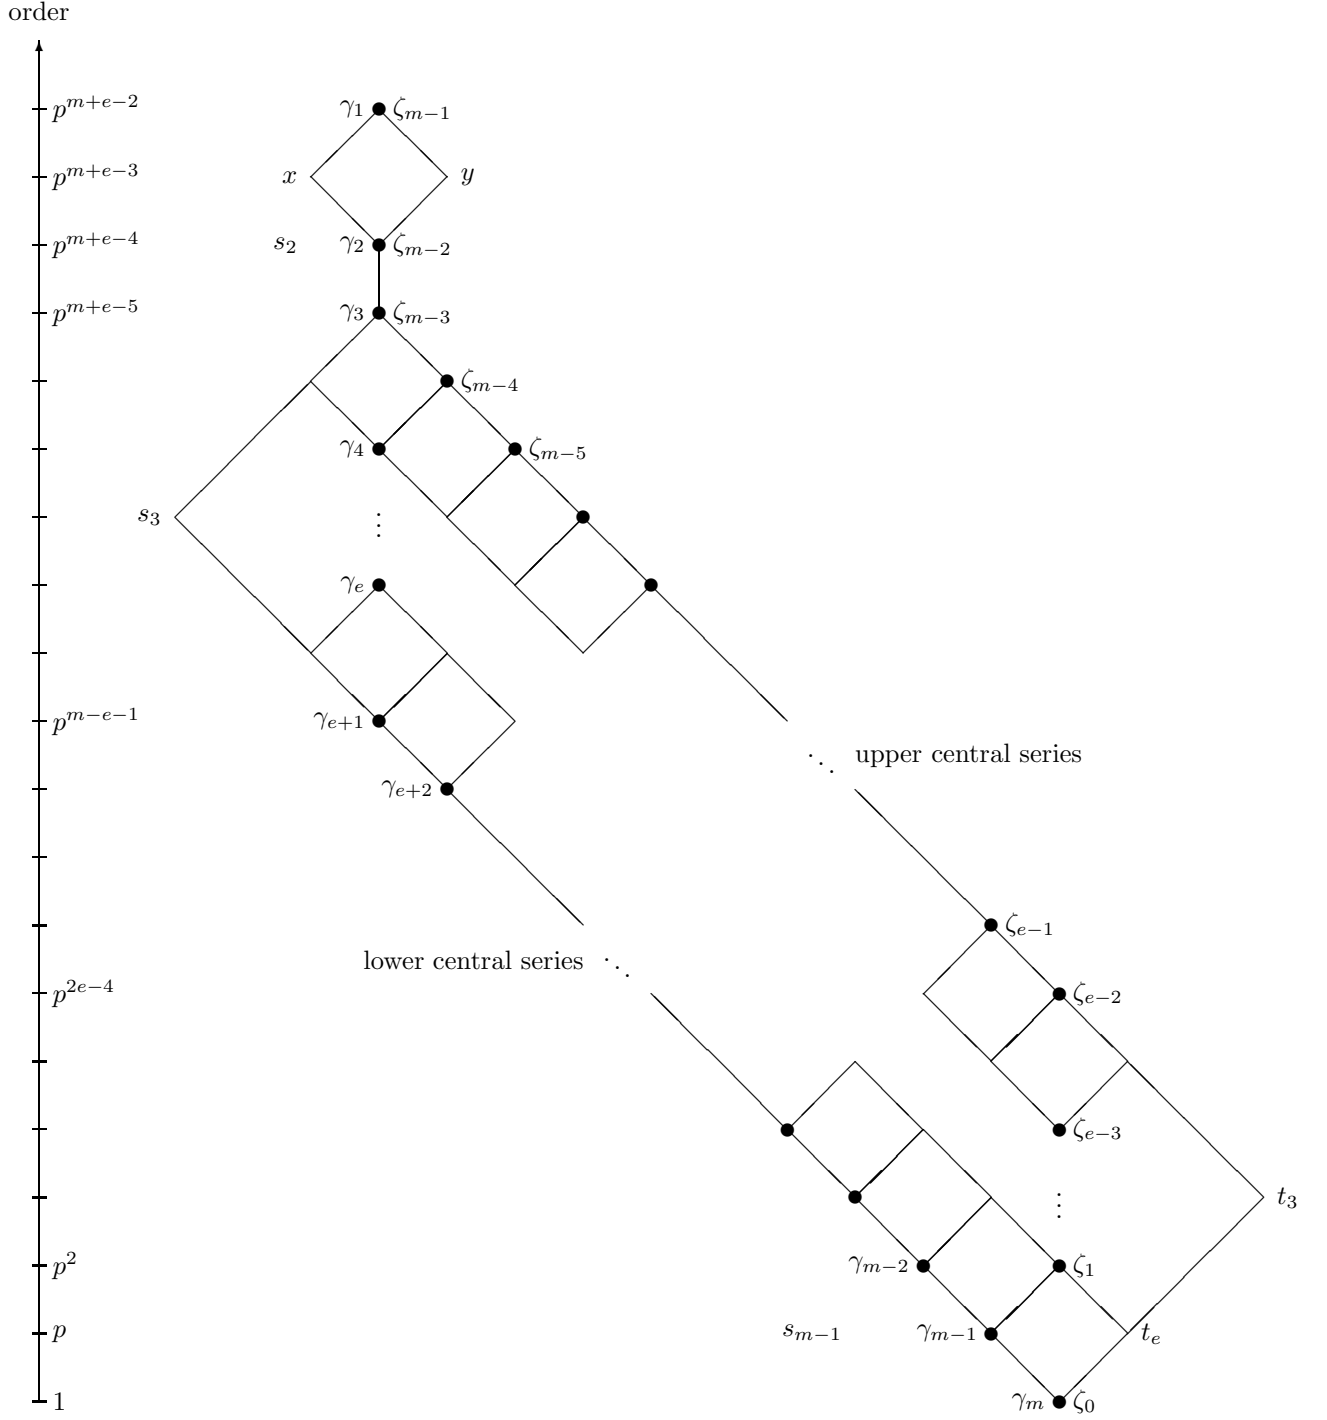 order
p^{m+e-2} γ_1 ζ_{m-1}
p^{m+e-3} x y
p^{m+e-4} s_2 γ_2 ζ_{m-2}
p^{m+e-5} γ_3 ζ_{m-3}
ζ_{m-4}
γ_4 ζ_{m-5}
s_3 ⋮
γ_e
p^{m-e-1} γ_{e+1}
⋱ upper central series
γ_{e+2}
ζ_{e-1}
lower central series ⋱
p^{2e-4} ζ_{e-2}
ζ_{e-3}
⋮ t_3
p^2 γ_{m-2} ζ_1
p s_{m-1} γ_{m-1} t_e
1 γ_m ζ_0